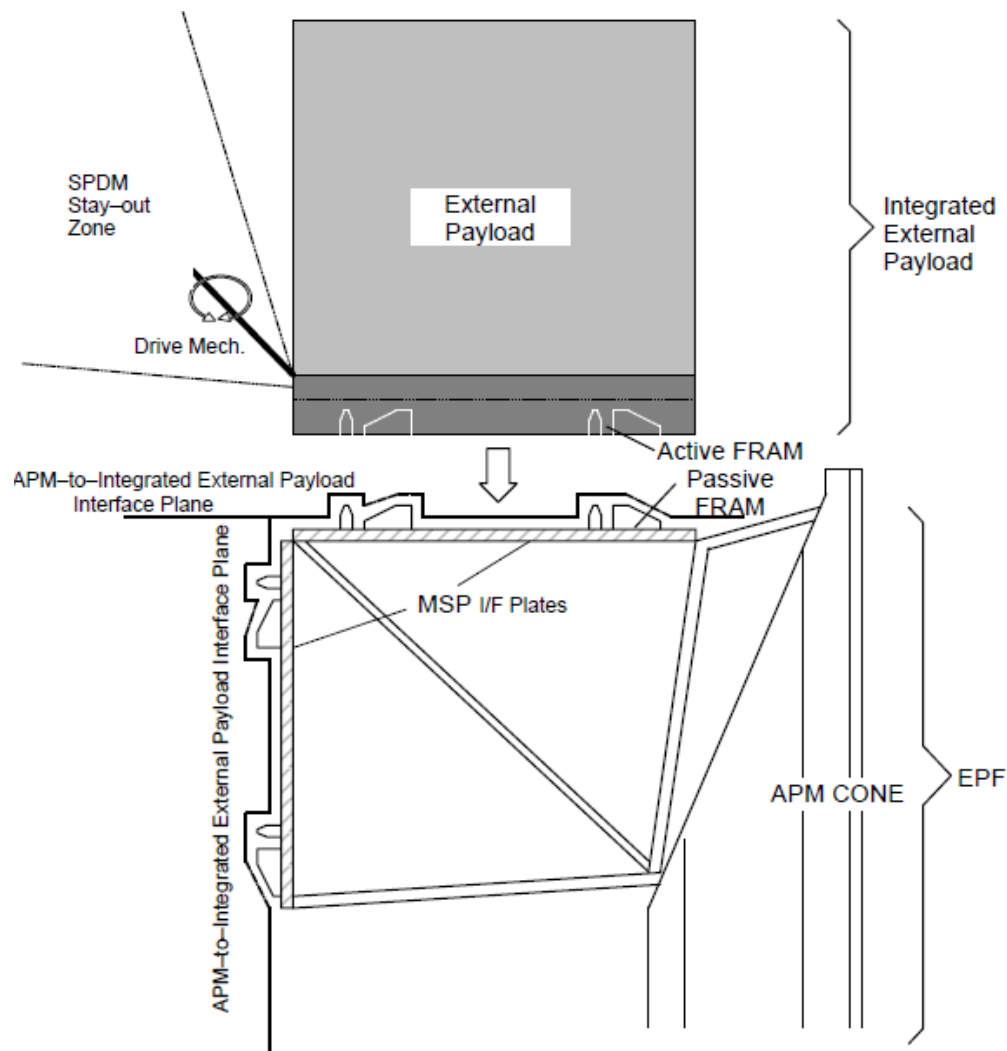 SPDM
Stay–out
Zone
External
Payload
Integrated
External
Payload
Drive Mech.
Active FRAM
Passive
FRAM
APM–to–Integrated External Payload
Interface Plane
APM–to–Integrated External Payload Interface Plane
MSP I/F Plates
APM CONE
EPF